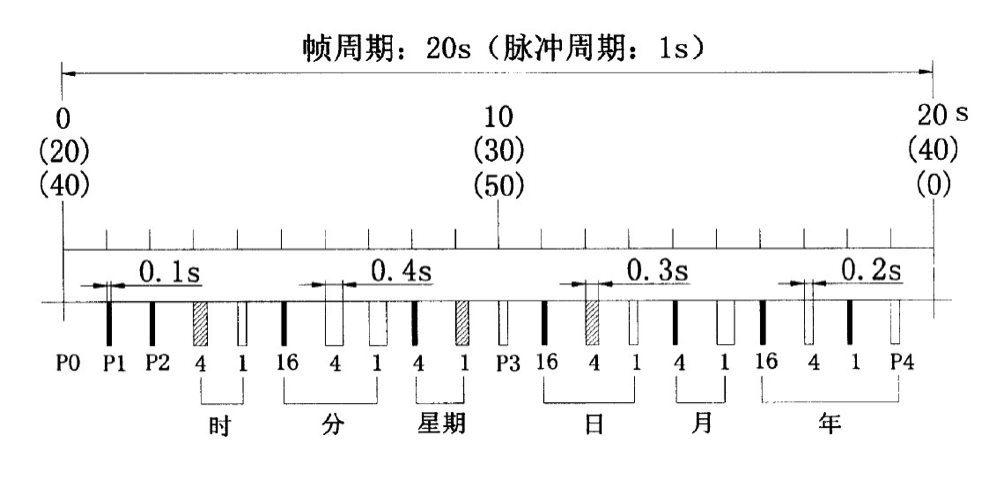 帧周期：20s（脉冲周期：1s）
0 10 20 s
(20) (30) (40)
(40) (50) (0)
0.1s 0.4s 0.3s 0.2s
P0 P1 P2 4 1 16 4 1 4 1 P3 16 4 1 4 1 16 4 1 P4
时 分 星期 日 月 年